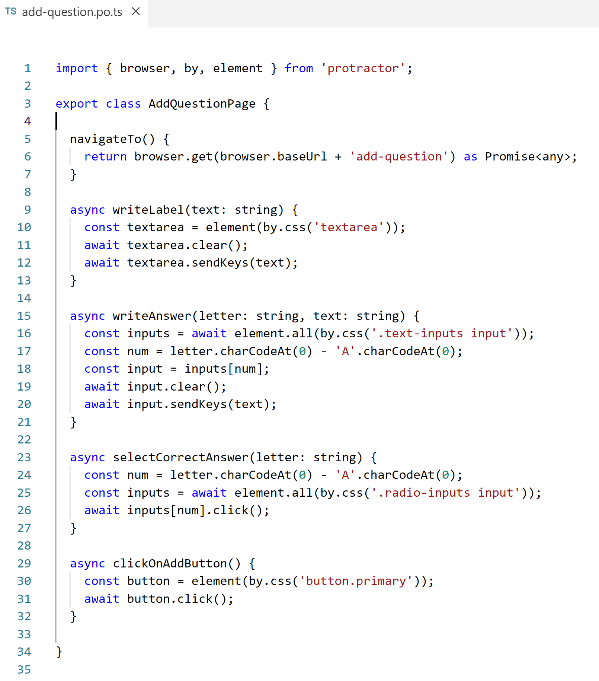 TS add-question.po.ts ×
1 import { browser, by, element } from 'protractor';
2
3 export class AddQuestionPage {
4
5   navigateTo() {
6     return browser.get(browser.baseUrl + 'add-question') as Promise<any>;
7   }
8
9   async writeLabel(text: string) {
10     const textarea = element(by.css('textarea'));
11     await textarea.clear();
12     await textarea.sendKeys(text);
13   }
14
15   async writeAnswer(letter: string, text: string) {
16     const inputs = await element.all(by.css('.text-inputs input'));
17     const num = letter.charCodeAt(0) - 'A'.charCodeAt(0);
18     const input = inputs[num];
19     await input.clear();
20     await input.sendKeys(text);
21   }
22
23   async selectCorrectAnswer(letter: string) {
24     const num = letter.charCodeAt(0) - 'A'.charCodeAt(0);
25     const inputs = await element.all(by.css('.radio-inputs input'));
26     await inputs[num].click();
27   }
28
29   async clickOnAddButton() {
30     const button = element(by.css('button.primary'));
31     await button.click();
32   }
33
34 }
35